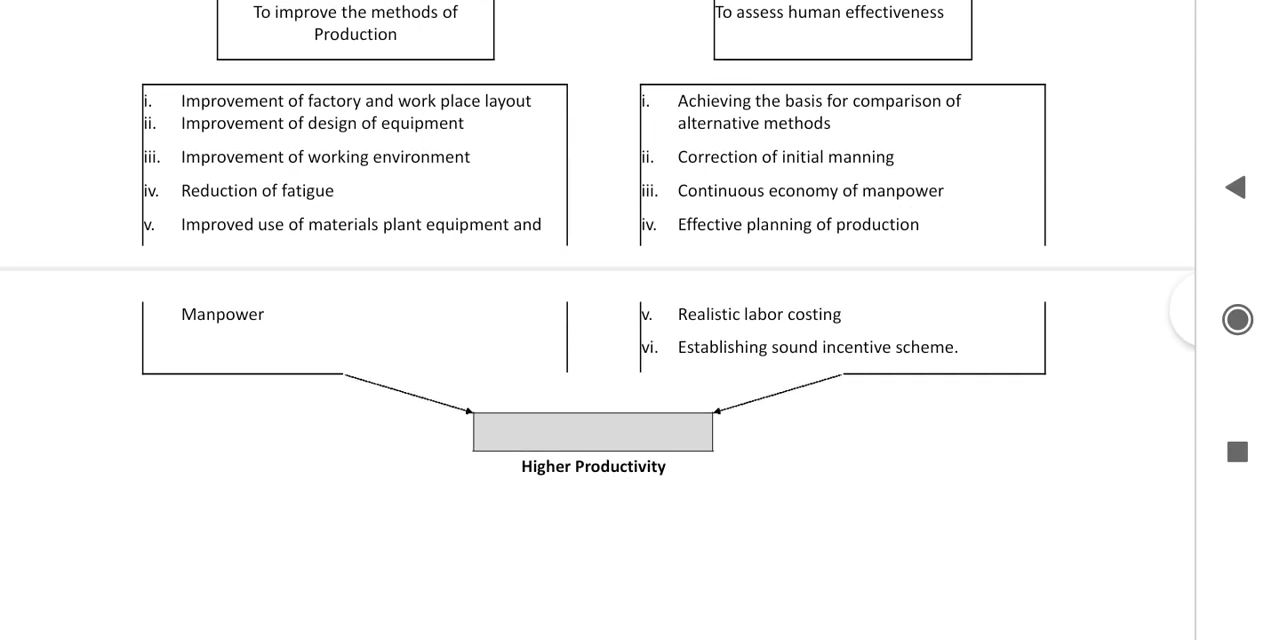 To improve the methods of
Production
To assess human effectiveness
i. Improvement of factory and work place layout
ii. Improvement of design of equipment
iii. Improvement of working environment
iv. Reduction of fatigue
v. Improved use of materials plant equipment and
Manpower
i. Achieving the basis for comparison of
alternative methods
ii. Correction of initial manning
iii. Continuous economy of manpower
iv. Effective planning of production
v. Realistic labor costing
vi. Establishing sound incentive scheme.
Higher Productivity